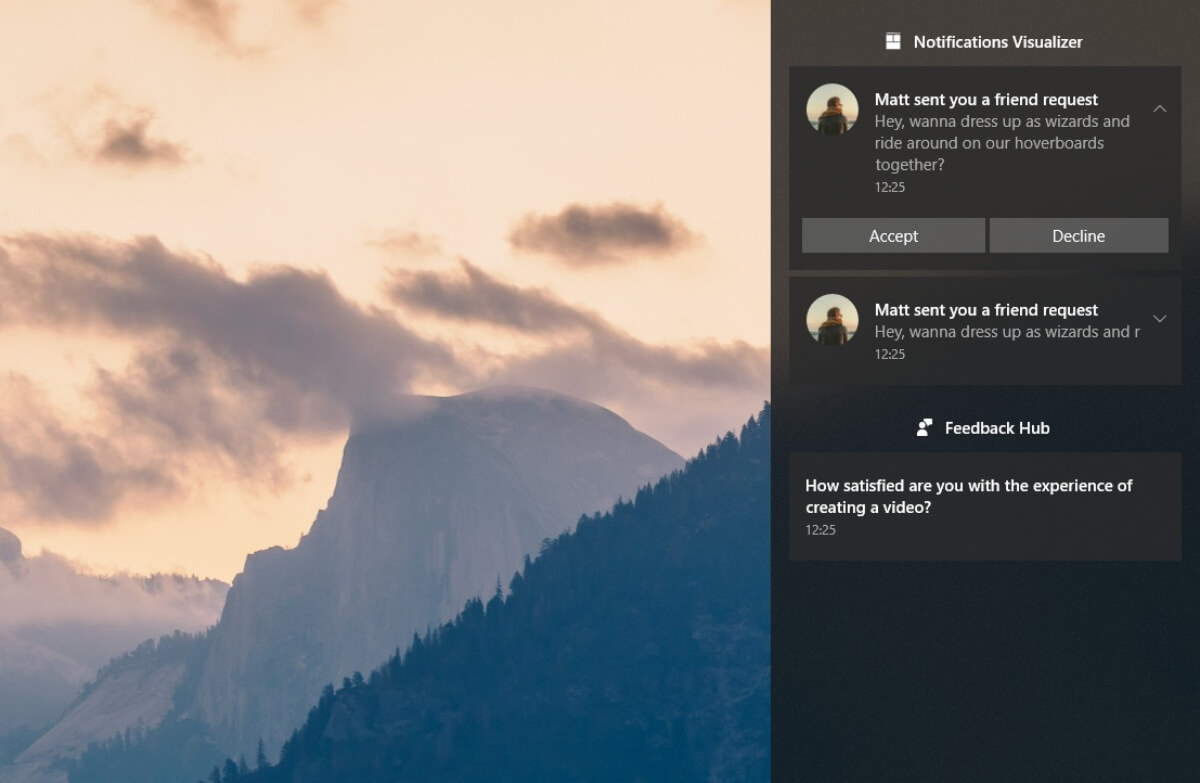 Notifications Visualizer
Matt sent you a friend request
Hey, wanna dress up as wizards and
ride around on our hoverboards
together?
12:25
Accept Decline
Matt sent you a friend request
Hey, wanna dress up as wizards and r
12:25
Feedback Hub
How satisfied are you with the experience of
creating a video?
12:25